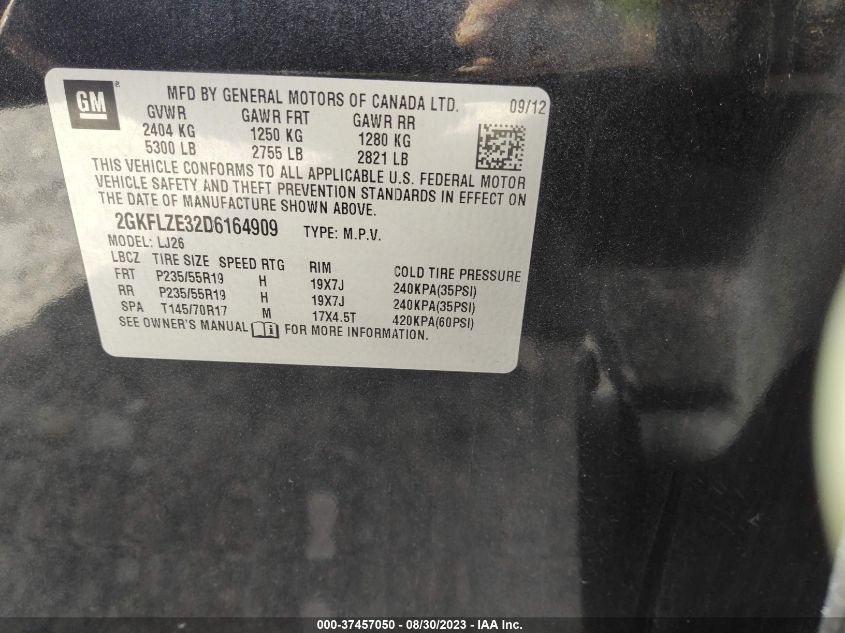 GM ®
MFD BY GENERAL MOTORS OF CANADA LTD. 09/12
GVWR GAWR FRT GAWR RR
2404 KG 1250 KG 1280 KG
5300 LB 2755 LB 2821 LB
THIS VEHICLE CONFORMS TO ALL APPLICABLE U.S. FEDERAL MOTOR
VEHICLE SAFETY AND THEFT PREVENTION STANDARDS IN EFFECT ON
THE DATE OF MANUFACTURE SHOWN ABOVE.
2GKFLZE32D6164909 TYPE: M.P.V.
MODEL: LJ26
LBCZ TIRE SIZE SPEED RTG RIM COLD TIRE PRESSURE
FRT P235/55R19 H 19X7J 240KPA(35PSI)
RR P235/55R19 H 19X7J 240KPA(35PSI)
SPA T145/70R17 M 17X4.5T 420KPA(60PSI)
SEE OWNER'S MANUAL FOR MORE INFORMATION.
000-37457050 - 08/30/2023 - IAA Inc.